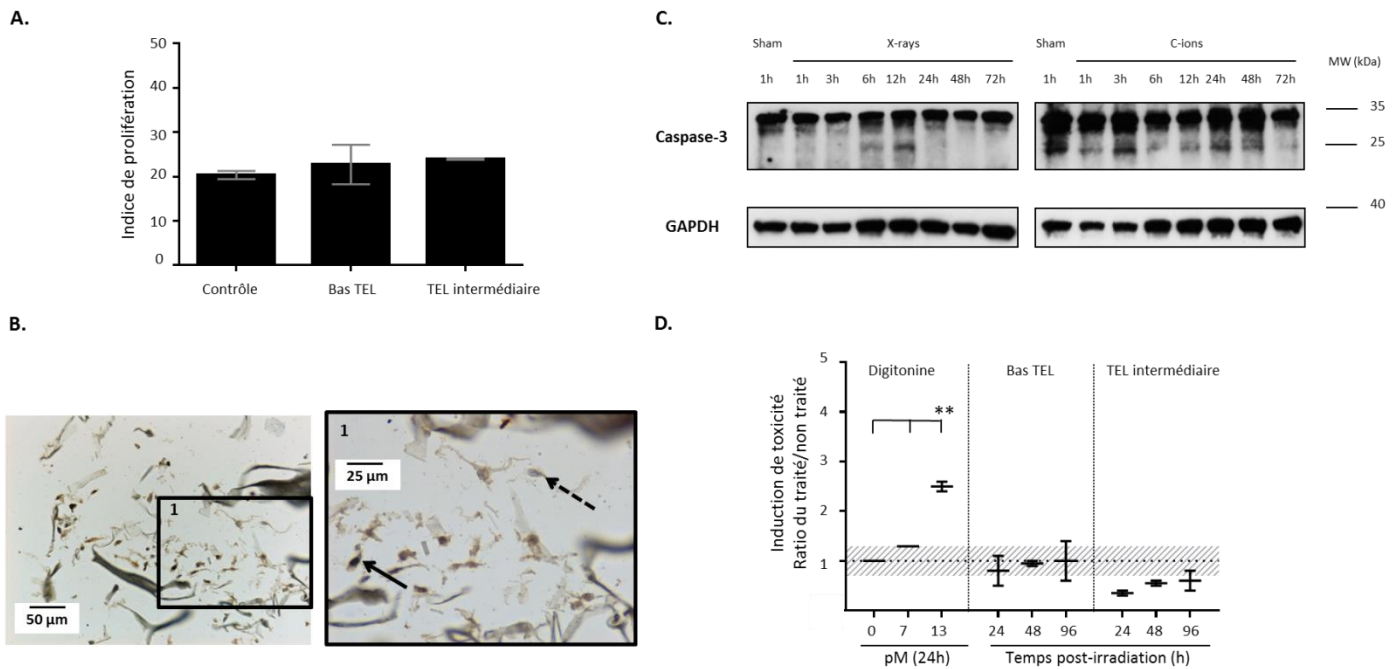 A.
Indice de prolifération
50
40
30
20
10
0
Contrôle
Bas TEL
TEL intermédiaire
B.
1
50 µm
1
25 µm
C.
Sham
X-rays
Sham
C-ions
MW (kDa)
1h
1h
3h
6h
12h
24h
48h
72h
1h
1h
3h
6h
12h
24h
48h
72h
Caspase-3
35
25
GAPDH
40
D.
Induction de toxicité
Ratio du traité/non traité
5
4
3
2
1
Digitonine
Bas TEL
TEL intermédiaire
**
0
7
13
24
48
96
24
48
96
pM (24h)
Temps post-irradiation (h)